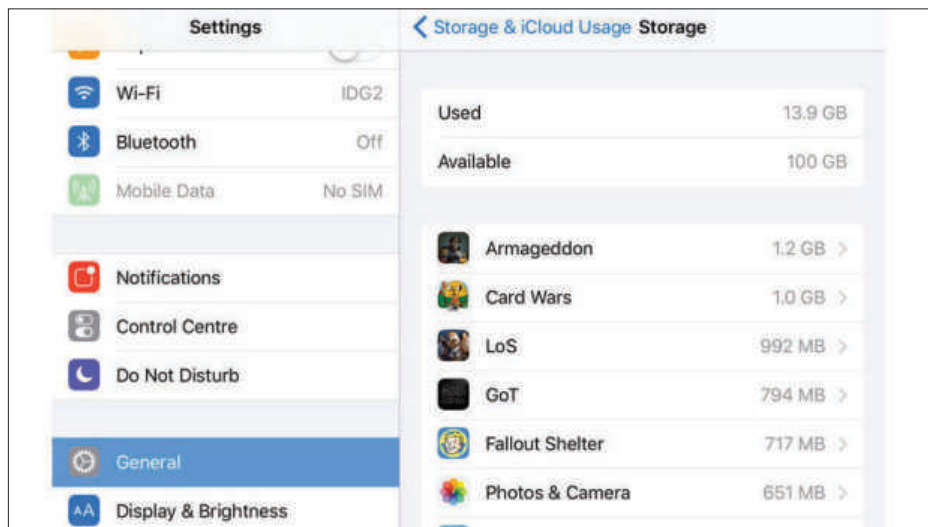 Settings
Wi-Fi IDG2
Bluetooth Off
Mobile Data No SIM
Notifications
Control Centre
Do Not Disturb
General
AA Display & Brightness
Storage & iCloud Usage Storage
Used 13.9 GB
Available 100 GB
Armageddon 1.2 GB
Card Wars 1.0 GB
LoS 992 MB
GoT 794 MB
Fallout Shelter 717 MB
Photos & Camera 651 MB